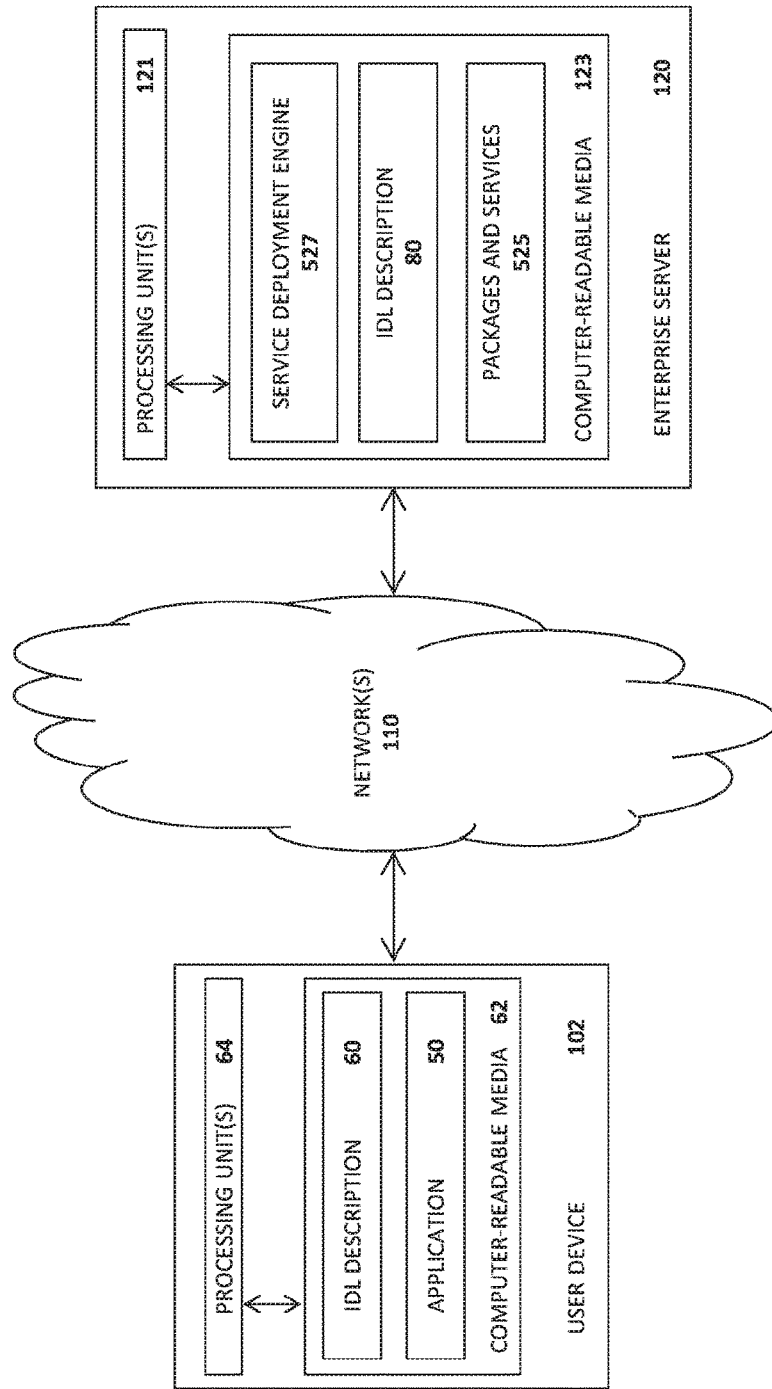 PROCESSING UNIT(S) 64
IDL DESCRIPTION 60
APPLICATION 50
COMPUTER-READABLE MEDIA 62
USER DEVICE 102
NETWORK(S)
110
PROCESSING UNIT(S) 121
SERVICE DEPLOYMENT ENGINE
527
IDL DESCRIPTION
80
PACKAGES AND SERVICES
525
COMPUTER-READABLE MEDIA 123
ENTERPRISE SERVER 120